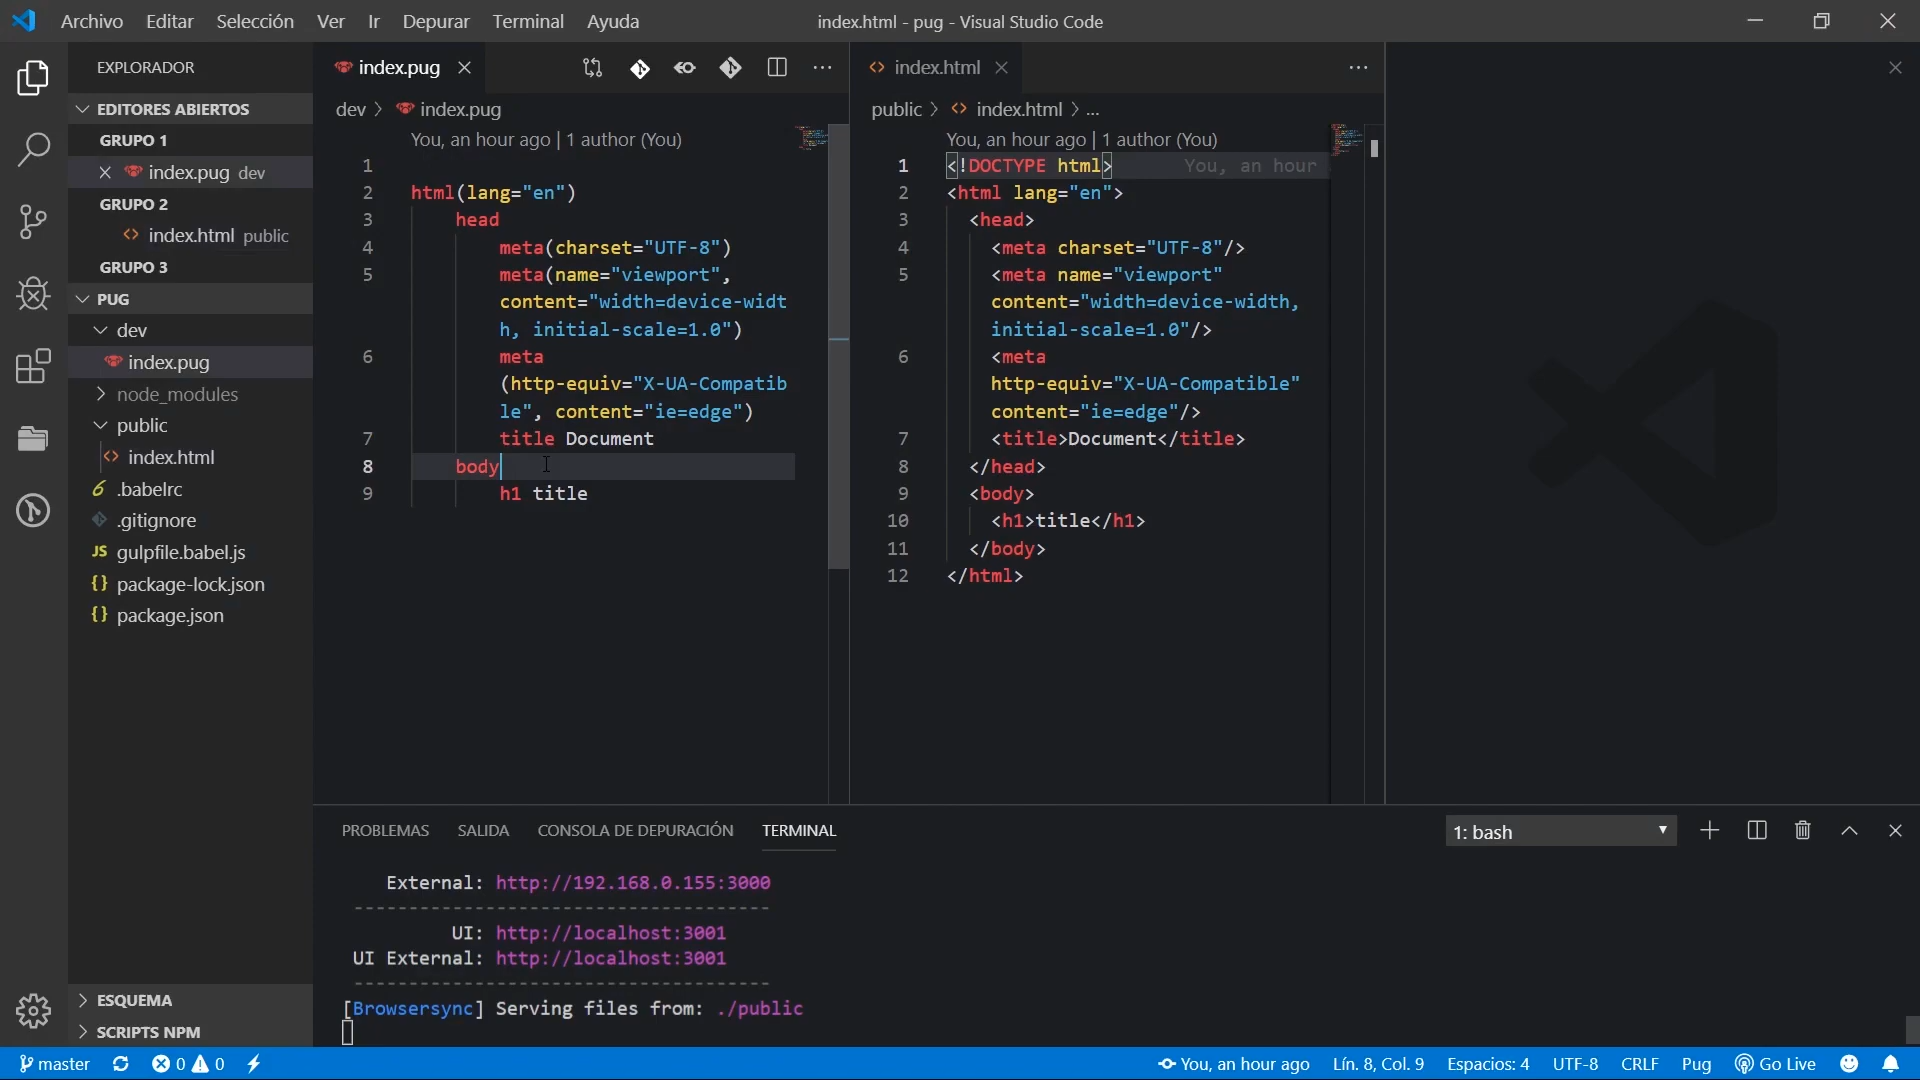 Archivo Editar Selección Ver Ir Depurar Terminal Ayuda
index.html - pug - Visual Studio Code
EXPLORADOR
EDITORES ABIERTOS
GRUPO 1
index.pug dev
GRUPO 2
index.html public
GRUPO 3
PUG
dev
index.pug
node_modules
public
index.html
.babelrc
.gitignore
JS gulpfile.babel.js
{} package-lock.json
{} package.json
ESQUEMA
SCRIPTS NPM
index.pug
dev > index.pug
You, an hour ago | 1 author (You)
1
2 html(lang="en")
3 head
4 meta(charset="UTF-8")
5 meta(name="viewport",
content="width=device-widt
h, initial-scale=1.0")
6 meta
(http-equiv="X-UA-Compatib
le", content="ie=edge")
7 title Document
8 body
9 h1 title
index.html
public > index.html > ...
You, an hour ago | 1 author (You)
1 <!DOCTYPE html> You, an hour
2 <html lang="en">
3 <head>
4 <meta charset="UTF-8"/>
5 <meta name="viewport"
content="width=device-width,
initial-scale=1.0"/>
6 <meta
http-equiv="X-UA-Compatible"
content="ie=edge"/>
7 <title>Document</title>
8 </head>
9 <body>
10 <h1>title</h1>
11 </body>
12 </html>
PROBLEMAS SALIDA CONSOLA DE DEPURACIÓN TERMINAL
1: bash
External: http://192.168.0.155:3000
-------------------------------------
UI: http://localhost:3001
UI External: http://localhost:3001
-------------------------------------
[Browsersync] Serving files from: ./public
master 0 0
You, an hour ago Lín. 8, Col. 9 Espacios: 4 UTF-8 CRLF Pug Go Live